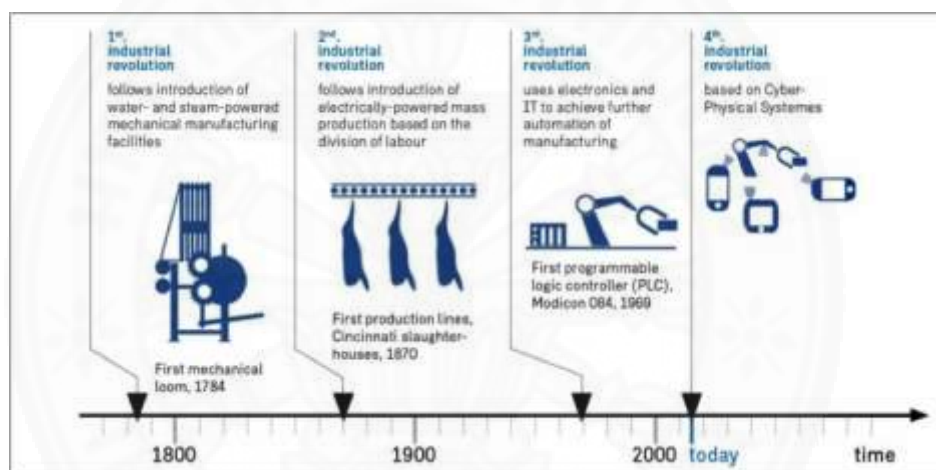 1st.
industrial
revolution
follows introduction of
water- and steam-powered
mechanical manufacturing
facilities
First mechanical
loom, 1784
2nd.
industrial
revolution
follows introduction of
electrically-powered mass
production based on the
division of labour
First production lines,
Cincinnati slaughter-
houses, 1870
3rd.
industrial
revolution
uses electronics and
IT to achieve further
automation of
manufacturing
First programmable
logic controller (PLC),
Modicon 084, 1969
4th.
industrial
revolution
based on Cyber-
Physical Systemes
1800
1900
2000
today
time